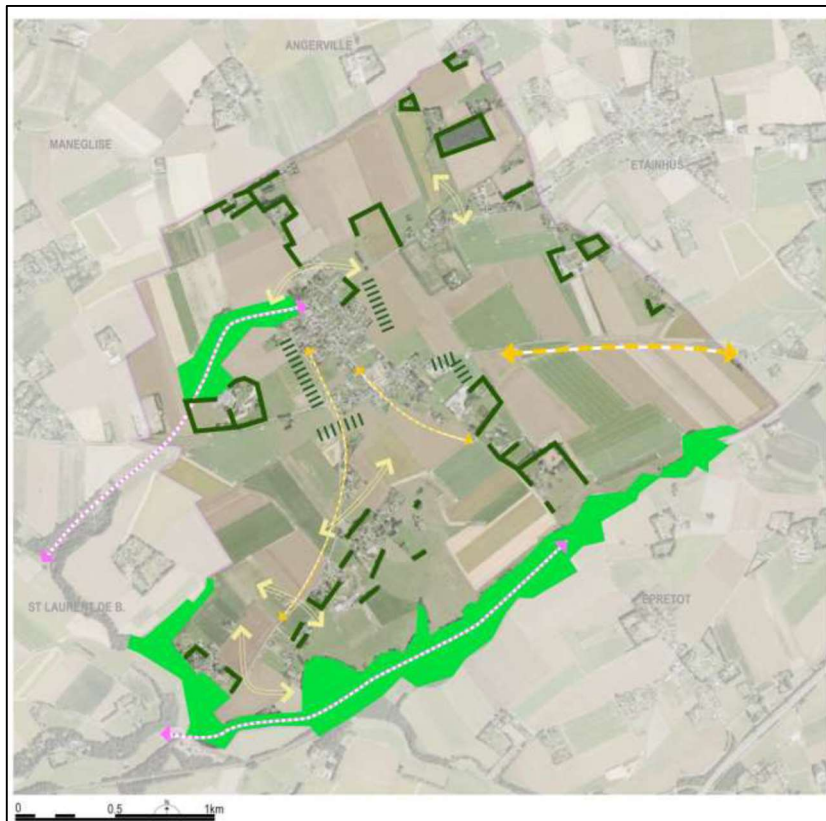 ANGERVILLE
MANEGLISE
ETAINHUS
ST LAURENT DE B.
EPRETOT
0 0.5 1km